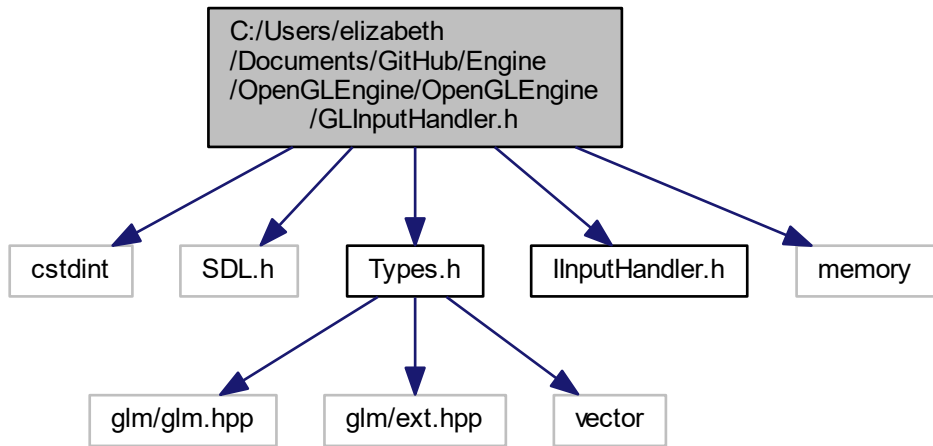 C:/Users/elizabeth
/Documents/GitHub/Engine
/OpenGLEngine/OpenGLEngine
/GLInputHandler.h
cstdint
SDL.h
Types.h
IInputHandler.h
memory
glm/glm.hpp
glm/ext.hpp
vector